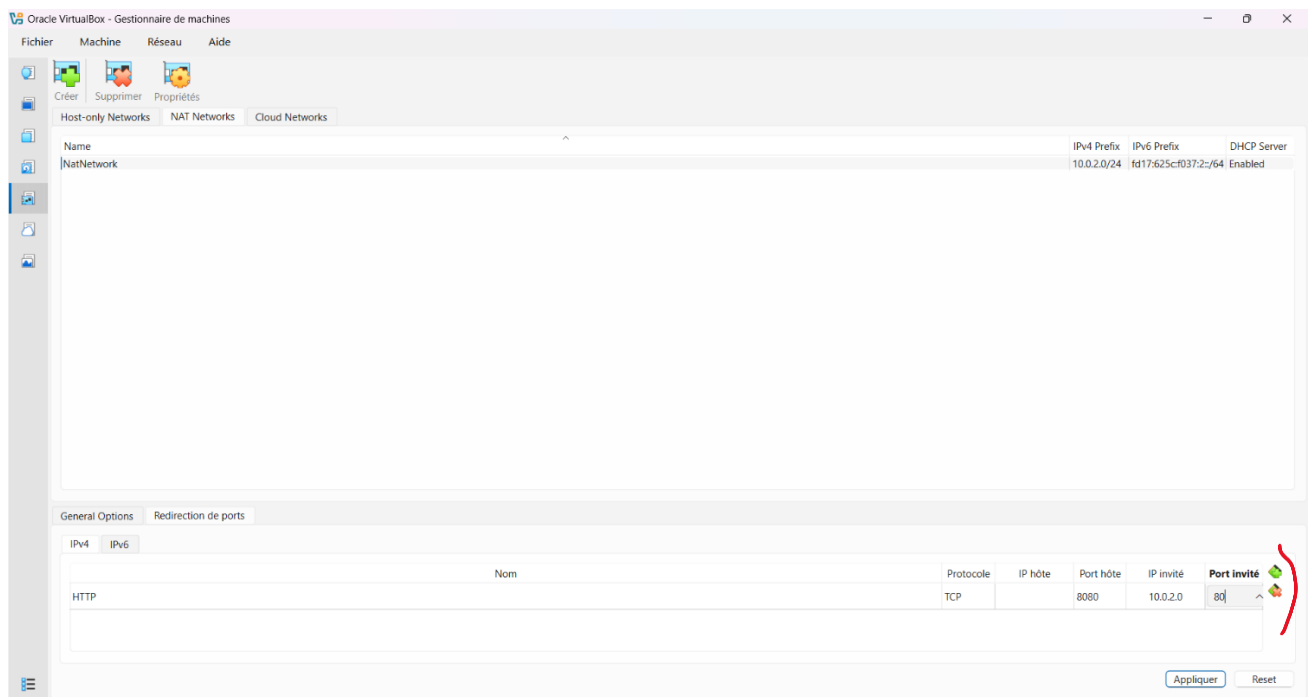 Oracle VirtualBox - Gestionnaire de machines
Fichier Machine Réseau Aide
Créer Supprimer Propriétés
Host-only Networks NAT Networks Cloud Networks
Name IPv4 Prefix IPv6 Prefix DHCP Server
NatNetwork 10.0.2.0/24 fd17:625c:f037:2::/64 Enabled
General Options Redirection de ports
IPv4 IPv6
Nom Protocole IP hôte Port hôte IP invité Port invité
HTTP TCP 8080 10.0.2.0 80
Appliquer Reset